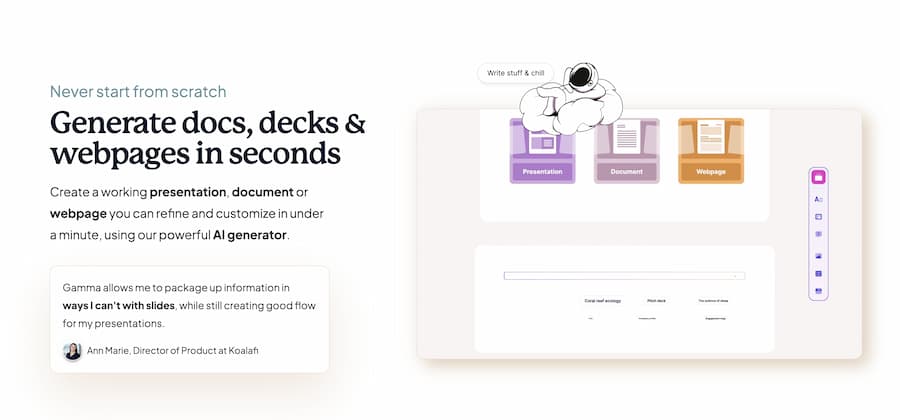 Never start from scratch
Generate docs, decks &
webpages in seconds
Create a working presentation, document or
webpage you can refine and customize in under
a minute, using our powerful AI generator.
Gamma allows me to package up information in
ways I can't with slides, while still creating good flow
for my presentations.
Ann Marie, Director of Product at Koalafi
Write stuff & chill
Presentation Document Webpage
Aa
Coral reef ecology Pitch deck The science of sleep